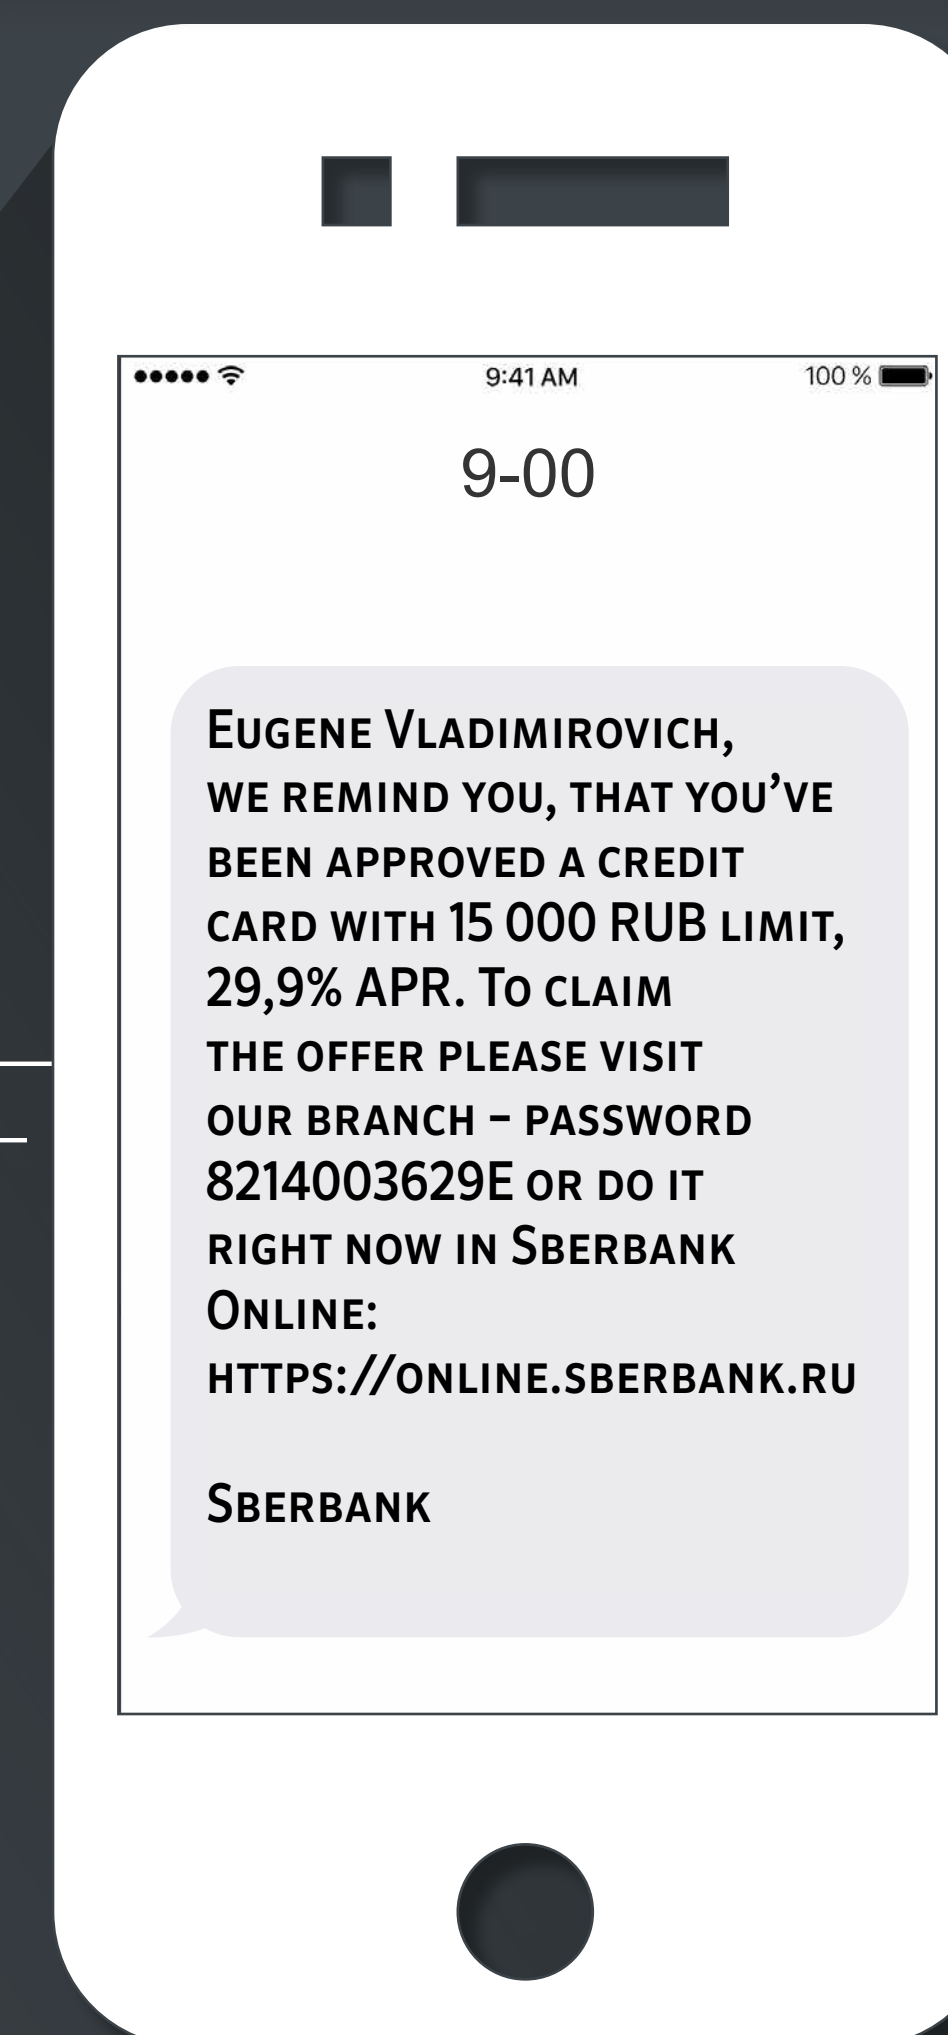 9:41 AM
100 %
9-00
Eugene Vladimirovich,
we remind you, that you’ve
been approved a credit
card with 15 000 RUB limit,
29,9% APR. To claim
the offer please visit
our branch – password
8214003629E or do it
right now in Sberbank
Online:
https://online.sberbank.ru
Sberbank